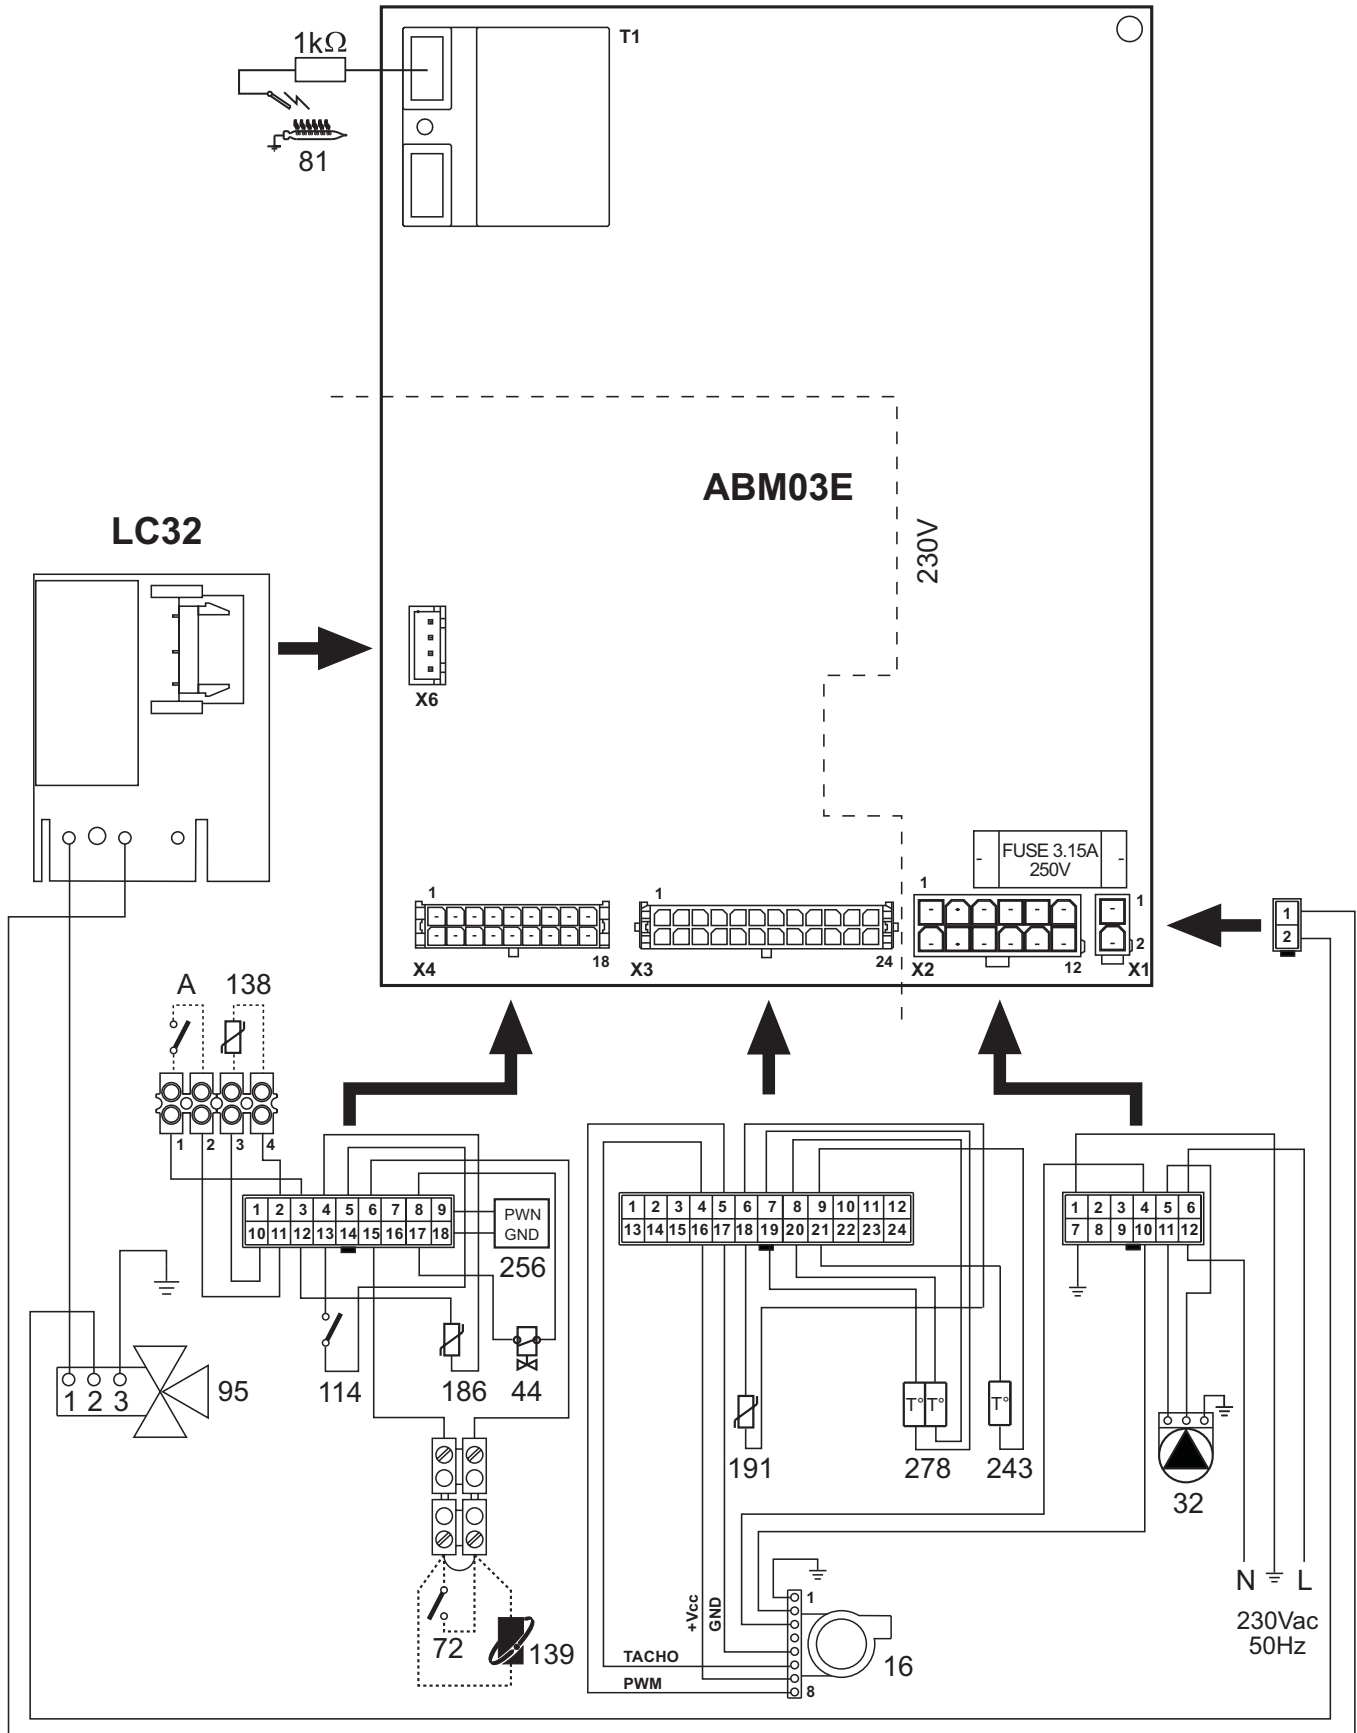 T1
1kΩ
81
ABM03E
230V
LC32
X6
FUSE 3.15A
250V
1
1
1
1
2
18
24
12
X4
X3
X2
X1
1
2
A
138
1
2
3
4
1 2 3 4 5 6 7 8 9
10 11 12 13 14 15 16 17 18
PWN
GND
256
1 2 3 4 5 6 7 8 9 10 11 12
13 14 15 16 17 18 19 20 21 22 23 24
1 2 3 4 5 6
7 8 9 10 11 12
1 2 3
95
114
186
44
T° T°
T°
191
278
243
32
N
L
230Vac
50Hz
72
139
+Vcc
GND
TACHO
PWM
1
8
16